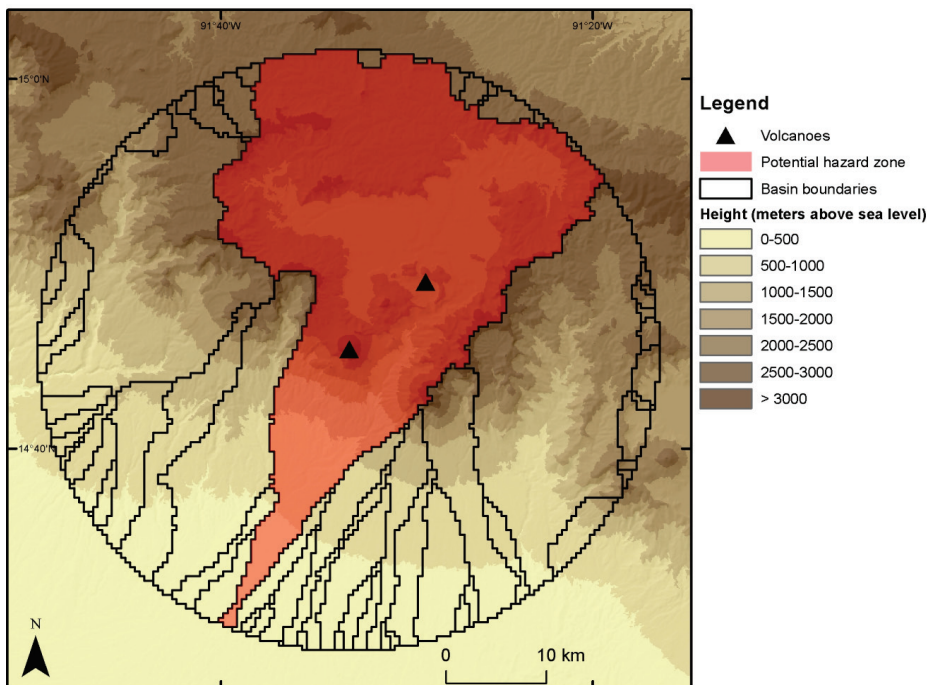 91°40'W
91°20'W
15°0'N
14°40'N
N
0
10 km
Legend
Volcanoes
Potential hazard zone
Basin boundaries
Height (meters above sea level)
0-500
500-1000
1000-1500
1500-2000
2000-2500
2500-3000
> 3000